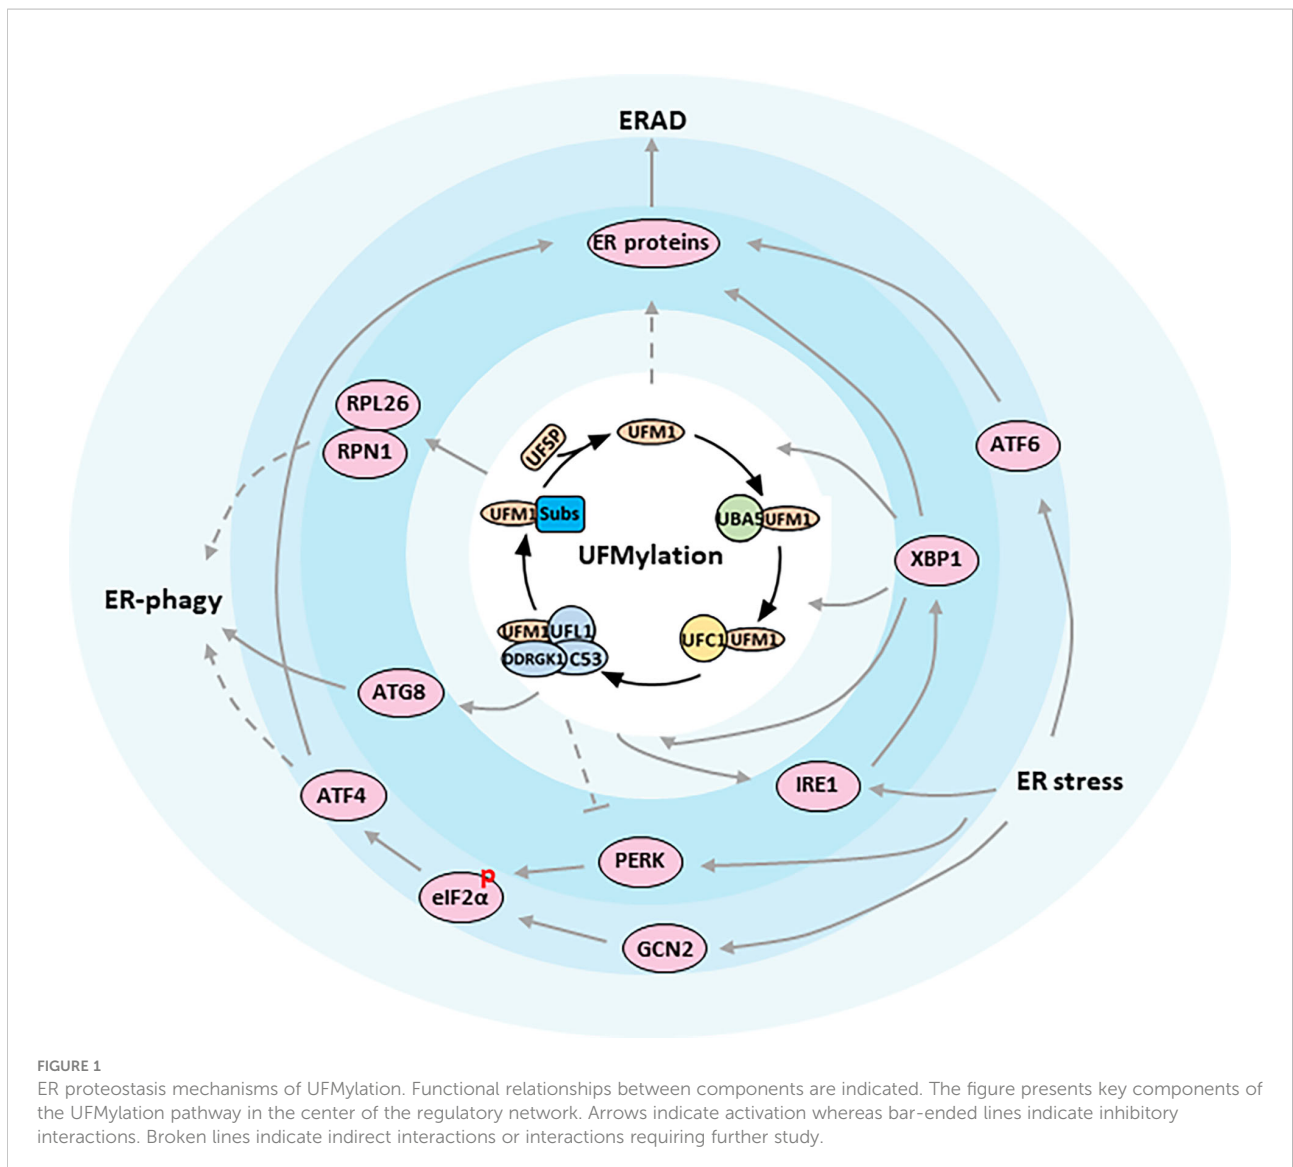 ERAD
ER proteins
RPL26
RPN1
ATF6
UFSP
UFM1
UFM1 Subs
UBA5 UFM1
UFMylation
XBP1
ER-phagy
UFM1 UFL1
DDRGK1 C53
UFC1 UFM1
ATG8
ATF4
IRE1
ER stress
PERK
p
eIF2α
GCN2
FIGURE 1
ER proteostasis mechanisms of UFMylation. Functional relationships between components are indicated. The figure presents key components of
the UFMylation pathway in the center of the regulatory network. Arrows indicate activation whereas bar-ended lines indicate inhibitory
interactions. Broken lines indicate indirect interactions or interactions requiring further study.